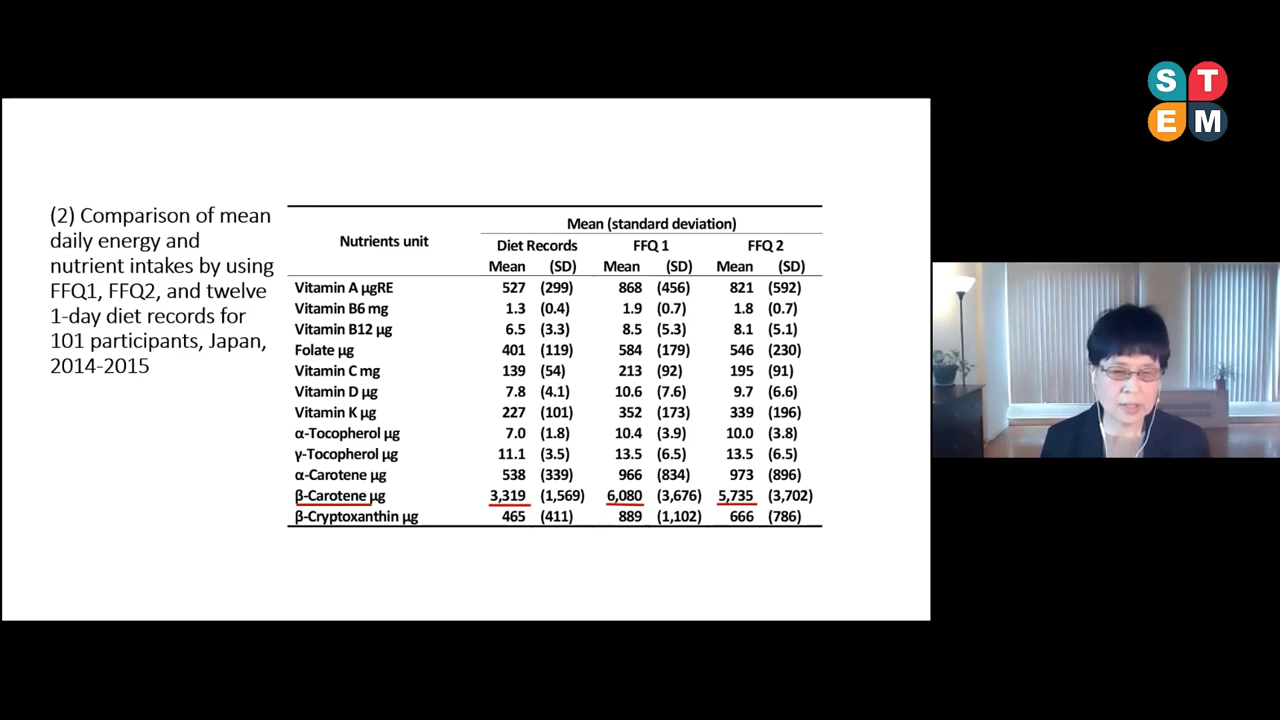 S T
E M
(2) Comparison of mean
daily energy and
nutrient intakes by using
FFQ1, FFQ2, and twelve
1-day diet records for
101 participants, Japan,
2014-2015
Nutrients unit
Mean (standard deviation)
Diet Records FFQ 1 FFQ 2
Mean (SD) Mean (SD) Mean (SD)
Vitamin A µgRE 527 (299) 868 (456) 821 (592)
Vitamin B6 mg 1.3 (0.4) 1.9 (0.7) 1.8 (0.7)
Vitamin B12 µg 6.5 (3.3) 8.5 (5.3) 8.1 (5.1)
Folate µg 401 (119) 584 (179) 546 (230)
Vitamin C mg 139 (54) 213 (92) 195 (91)
Vitamin D µg 7.8 (4.1) 10.6 (7.6) 9.7 (6.6)
Vitamin K µg 227 (101) 352 (173) 339 (196)
α-Tocopherol µg 7.0 (1.8) 10.4 (3.9) 10.0 (3.8)
γ-Tocopherol µg 11.1 (3.5) 13.5 (6.5) 13.5 (6.5)
α-Carotene µg 538 (339) 966 (834) 973 (896)
β-Carotene µg 3,319 (1,569) 6,080 (3,676) 5,735 (3,702)
β-Cryptoxanthin µg 465 (411) 889 (1,102) 666 (786)